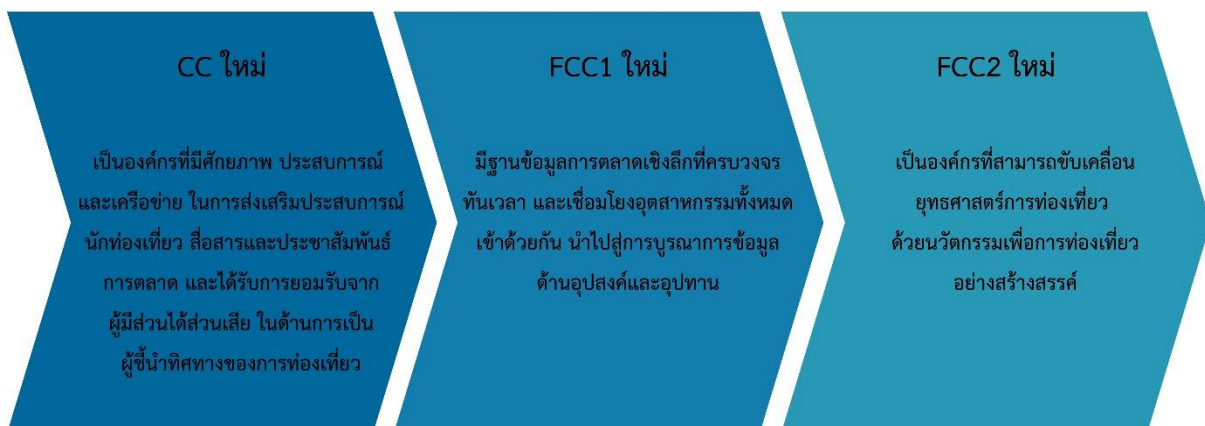 CC ใหม่
เป็นองค์กรที่มีศักยภาพ ประสบการณ์
และเครือข่าย ในการส่งเสริมประสบการณ์
นักท่องเที่ยว สื่อสารและประชาสัมพันธ์
การตลาด และได้รับการยอมรับจาก
ผู้มีส่วนได้ส่วนเสีย ในด้านการเป็น
ผู้ชี้นำทิศทางของการท่องเที่ยว
FCC1 ใหม่
มีฐานข้อมูลการตลาดเชิงลึกที่ครบวงจร
ทันเวลา และเชื่อมโยงอุตสาหกรรมทั้งหมด
เข้าด้วยกัน นำไปสู่การบูรณาการข้อมูล
ด้านอุปสงค์และอุปทาน
FCC2 ใหม่
เป็นองค์กรที่สามารถขับเคลื่อน
ยุทธศาสตร์การท่องเที่ยว
ด้วยนวัตกรรมเพื่อการท่องเที่ยว
อย่างสร้างสรรค์